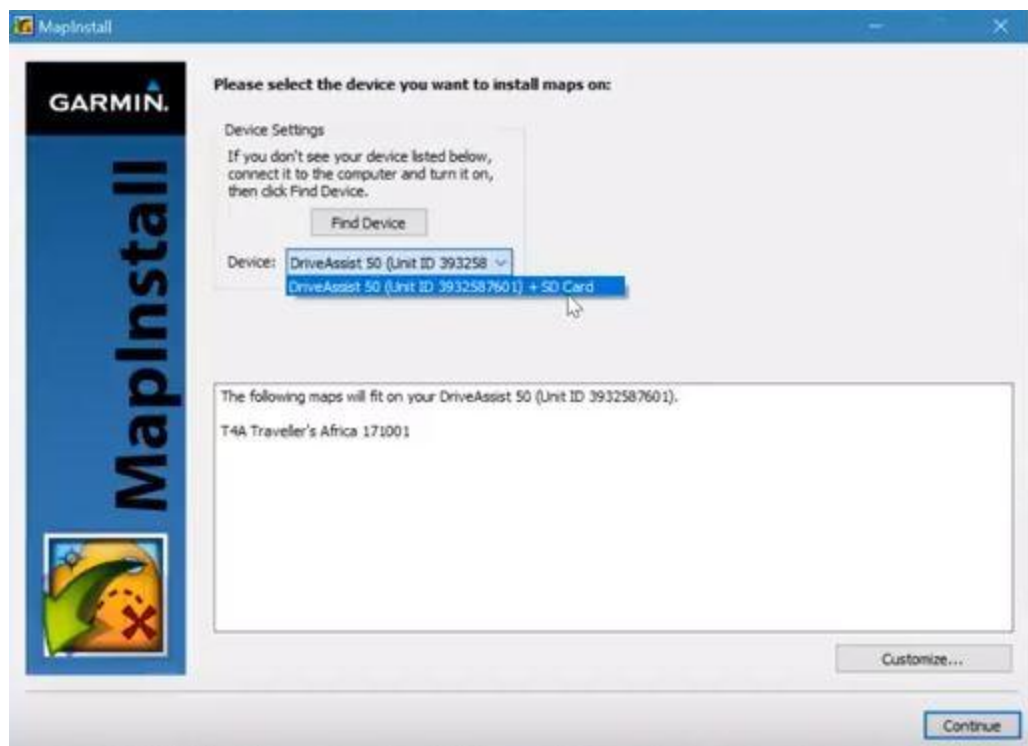 MapInstall
GARMIN.
MapInstall
Please select the device you want to install maps on:
Device Settings
If you don't see your device listed below,
connect it to the computer and turn it on,
then click Find Device.
Find Device
Device: DriveAssist 50 (Unit ID 393258
DriveAssist 50 (Unit ID 3932587601) + SD Card
The following maps will fit on your DriveAssist 50 (Unit ID 3932587601).
T4A Traveller's Africa 171001
Customize...
Continue